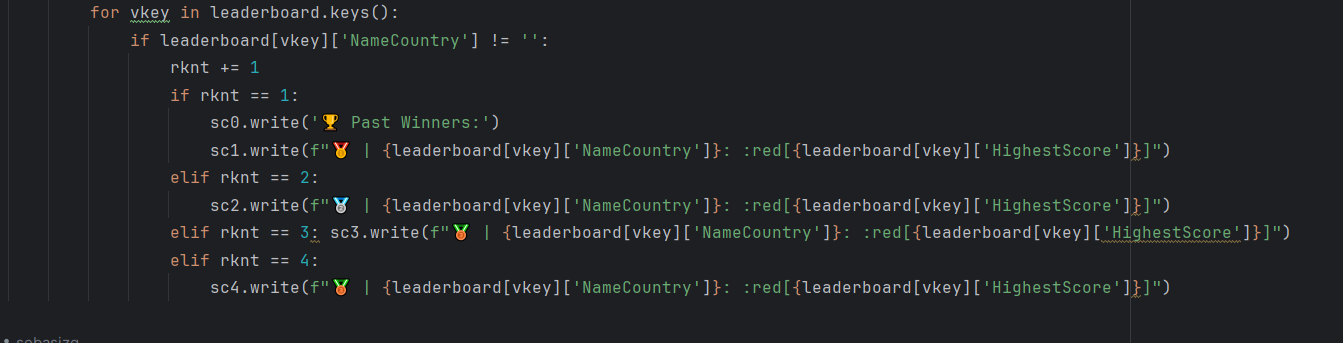 for vkey in leaderboard.keys():
if leaderboard[vkey]['NameCountry'] != '':
rknt += 1
if rknt == 1:
sc0.write('🏆 Past Winners:')
sc1.write(f"🥇 | {leaderboard[vkey]['NameCountry']}: :red[{leaderboard[vkey]['HighestScore']}]")
elif rknt == 2:
sc2.write(f"🥈 | {leaderboard[vkey]['NameCountry']}: :red[{leaderboard[vkey]['HighestScore']}]")
elif rknt == 3: sc3.write(f"🥉 | {leaderboard[vkey]['NameCountry']}: :red[{leaderboard[vkey]['HighestScore']}]")
elif rknt == 4:
sc4.write(f"🥉 | {leaderboard[vkey]['NameCountry']}: :red[{leaderboard[vkey]['HighestScore']}]")